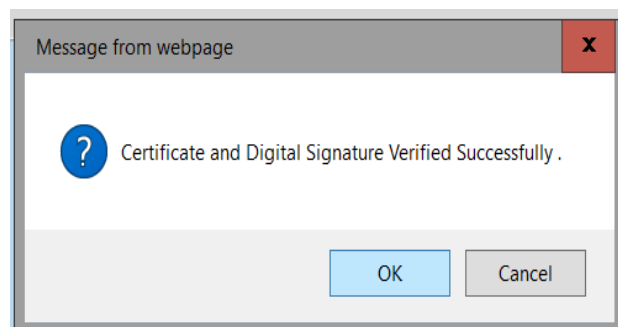 Message from webpage
x
?
Certificate and Digital Signature Verified Successfully .
OK
Cancel